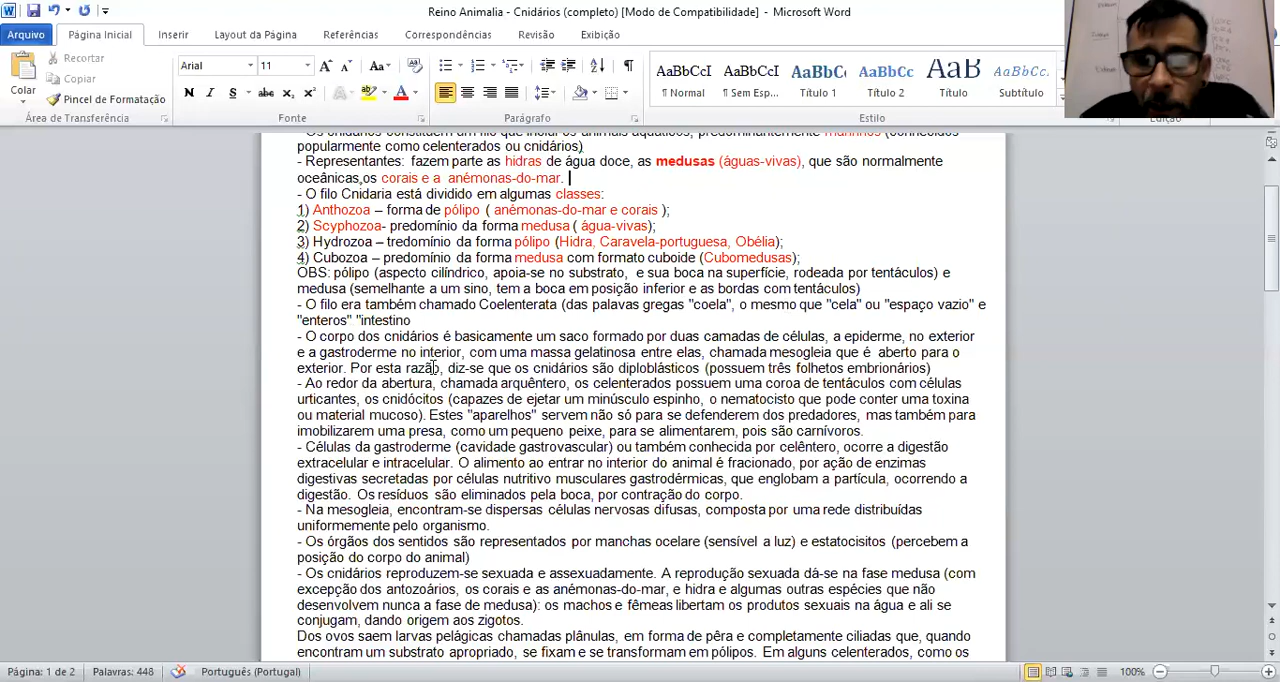 Reino Animalia - Cnidários (completo) [Modo de Compatibilidade] - Microsoft Word
Arquivo Página Inicial Inserir Layout da Página Referências Correspondências Revisão Exibição
Recortar
Copiar
Pincel de Formatação
Colar
Área de Transferência
Arial 11
Fonte
Parágrafo
AaBbCcI AaBbCcI AaBbC AaBbCc AaB AaBbCc.
¶ Normal ¶ Sem Esp... Título 1 Título 2 Título Subtítulo
Estilo
Edição
- Os cnidários constituem um filo que inclui os animais aquáticos, predominantemente marinhos (conhecidos
popularmente como celenterados ou cnidários)
- Representantes: fazem parte as hidras de água doce, as medusas (águas-vivas), que são normalmente
oceânicas,os corais e a anémonas-do-mar.
- O filo Cnidaria está dividido em algumas classes:
1) Anthozoa – forma de pólipo ( anémonas-do-mar e corais );
2) Scyphozoa- predomínio da forma medusa ( água-vivas);
3) Hydrozoa – tredomínio da forma pólipo (Hidra, Caravela-portuguesa, Obélia);
4) Cubozoa – predomínio da forma medusa com formato cuboide (Cubomedusas);
OBS: pólipo (aspecto cilíndrico, apoia-se no substrato, e sua boca na superfície, rodeada por tentáculos) e
medusa (semelhante a um sino, tem a boca em posição inferior e as bordas com tentáculos)
- O filo era também chamado Coelenterata (das palavas gregas "coela", o mesmo que "cela" ou "espaço vazio" e
"enteros" "intestino
- O corpo dos cnidários é basicamente um saco formado por duas camadas de células, a epiderme, no exterior
e a gastroderme no interior, com uma massa gelatinosa entre elas, chamada mesogleia que é aberto para o
exterior. Por esta razão, diz-se que os cnidários são diploblásticos (possuem três folhetos embrionários)
- Ao redor da abertura, chamada arquêntero, os celenterados possuem uma coroa de tentáculos com células
urticantes, os cnidócitos (capazes de ejetar um minúsculo espinho, o nematocisto que pode conter uma toxina
ou material mucoso). Estes "aparelhos" servem não só para se defenderem dos predadores, mas também para
imobilizarem uma presa, como um pequeno peixe, para se alimentarem, pois são carnívoros.
- Células da gastroderme (cavidade gastrovascular) ou também conhecida por celêntero, ocorre a digestão
extracelular e intracelular. O alimento ao entrar no interior do animal é fracionado, por ação de enzimas
digestivas secretadas por células nutritivo musculares gastrodérmicas, que englobam a partícula, ocorrendo a
digestão. Os resíduos são eliminados pela boca, por contração do corpo.
- Na mesogleia, encontram-se dispersas células nervosas difusas, composta por uma rede distribuídas
uniformemente pelo organismo.
- Os órgãos dos sentidos são representados por manchas ocelare (sensível a luz) e estatocisitos (percebem a
posição do corpo do animal)
- Os cnidários reproduzem-se sexuada e assexuadamente. A reprodução sexuada dá-se na fase medusa (com
excepção dos antozoários, os corais e as anémonas-do-mar, e hidra e algumas outras espécies que não
desenvolvem nunca a fase de medusa): os machos e fêmeas libertam os produtos sexuais na água e ali se
conjugam, dando origem aos zigotos.
Dos ovos saem larvas pelágicas chamadas plânulas, em forma de pêra e completamente ciliadas que, quando
encontram um substrato apropriado, se fixam e se transformam em pólipos. Em alguns celenterados, como os
Página: 1 de 2 Palavras: 448 Português (Portugal) 100%